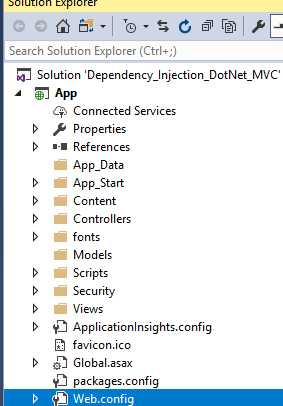 Solution Explorer
Search Solution Explorer (Ctrl+;)
Solution 'Dependency_Injection_DotNet_MVC'
App
Connected Services
Properties
References
App_Data
App_Start
Content
Controllers
fonts
Models
Scripts
Security
Views
ApplicationInsights.config
favicon.ico
Global.asax
packages.config
Web.config